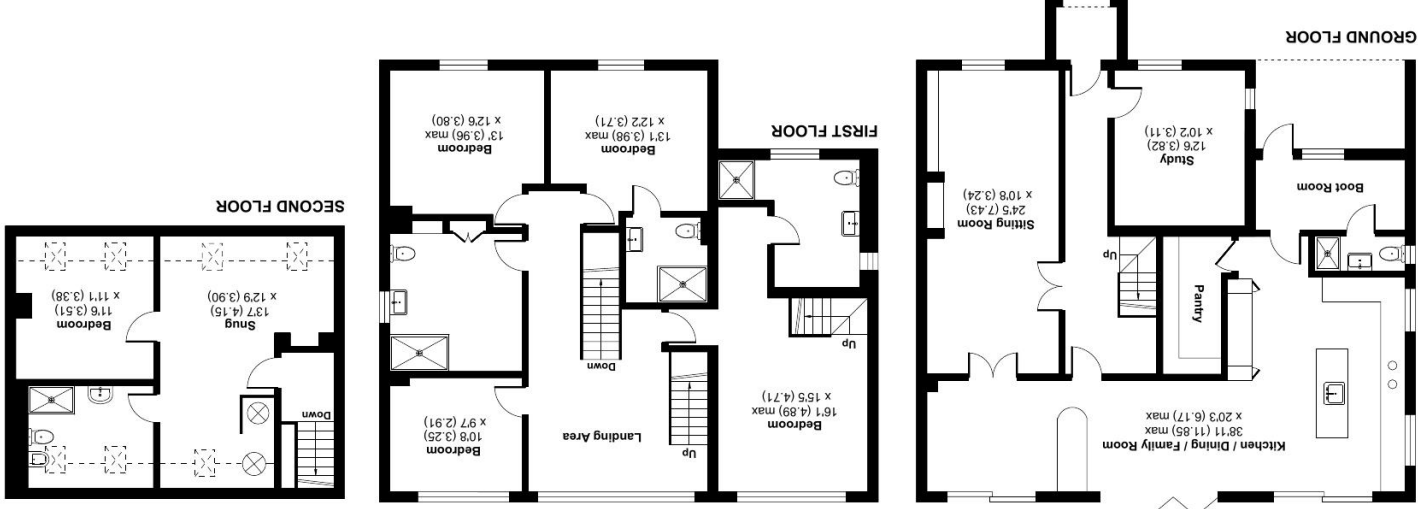 Kitchen / Dining / Family Room
38'11 (11.85) max
x 20'3 (6.17) max
Pantry
Up
Sitting Room
24'5 (7.43)
x 10'8 (3.24)
Boot Room
Study
12'6 (3.82)
x 10'2 (3.11)
GROUND FLOOR
Up
Landing Area
Bedroom
16'1 (4.89) max
x 15'5 (4.71)
Bedroom
10'8 (3.25)
x 9'7 (2.91)
Up
Down
Bedroom
13'1 (3.98) max
x 12'2 (3.71)
Bedroom
13' (3.96) max
x 12'6 (3.80)
FIRST FLOOR
Down
Snug
13'7 (4.15)
x 12'9 (3.90)
Bedroom
11'6 (3.51)
x 11'1 (3.38)
SECOND FLOOR